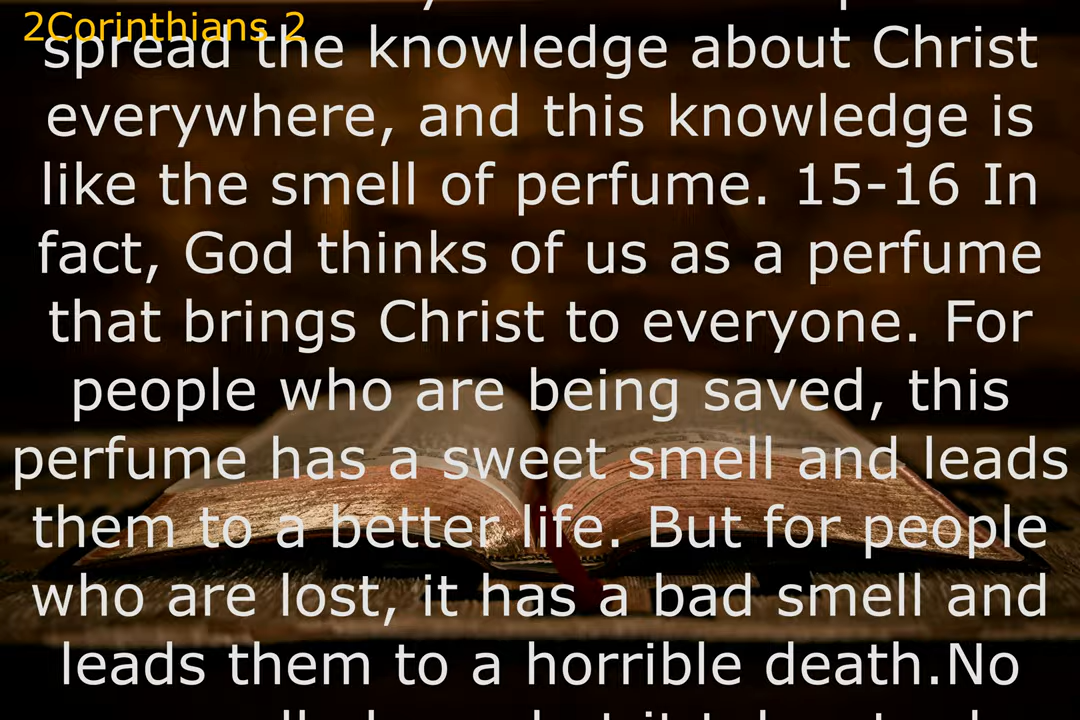 2Corinthians 2
spread the knowledge about Christ
everywhere, and this knowledge is
like the smell of perfume. 15-16 In
fact, God thinks of us as a perfume
that brings Christ to everyone. For
people who are being saved, this
perfume has a sweet smell and leads
them to a better life. But for people
who are lost, it has a bad smell and
leads them to a horrible death.No